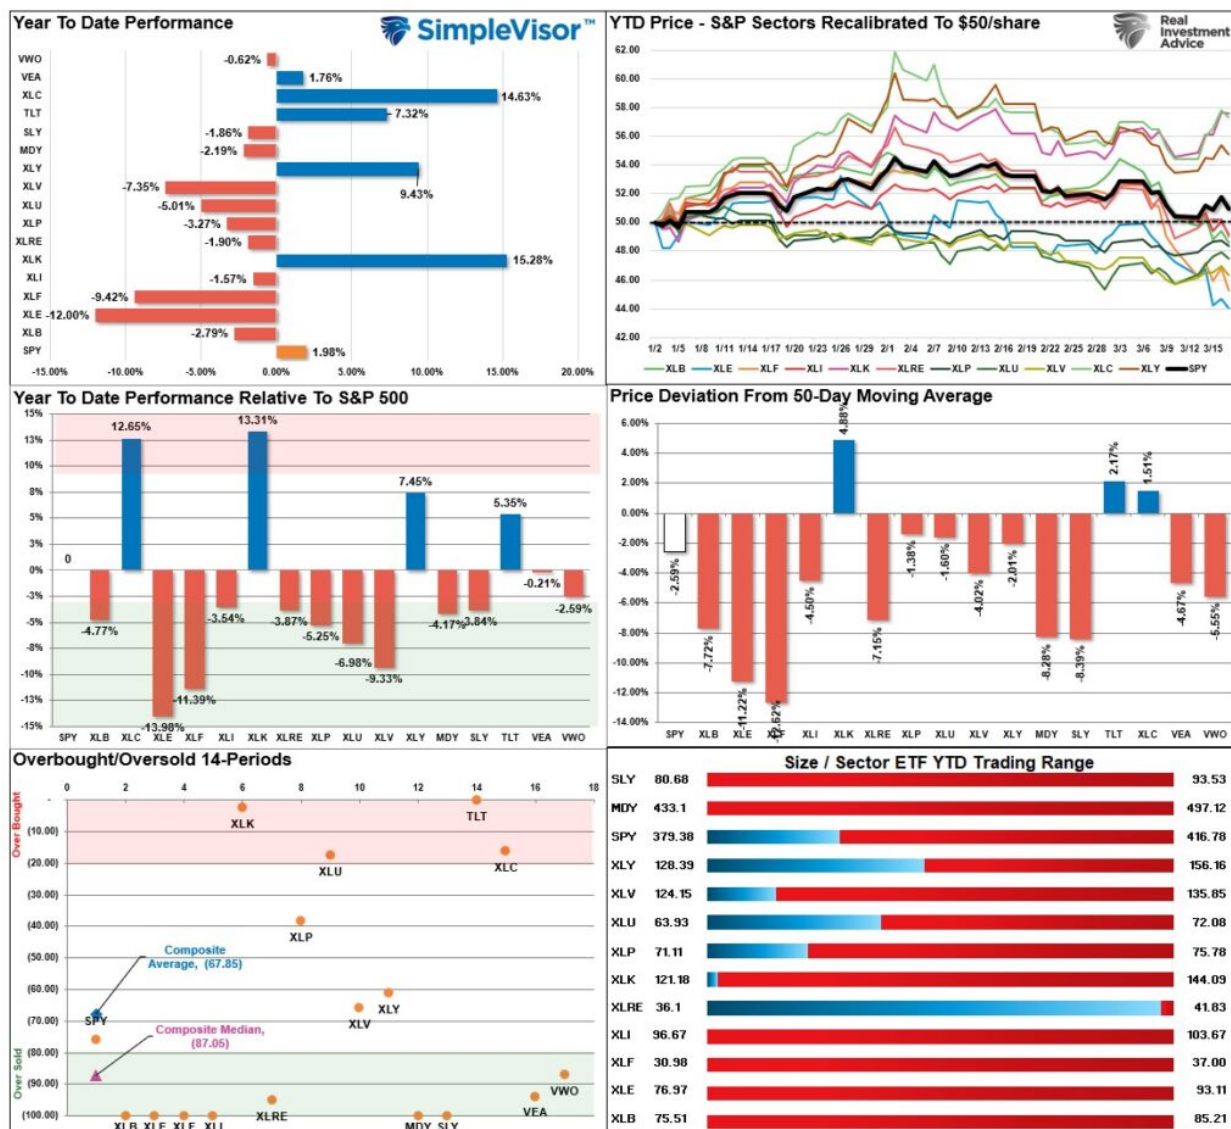 Year To Date Performance
SimpleVisor™
VWO
VEA
XLC
TLT
SLY
MDY
XLY
XLV
XLU
XLP
XLRE
XLK
XLI
XLF
XLE
XLB
SPY
-0.62%
1.76%
14.63%
7.32%
-1.86%
-2.19%
9.43%
-7.35%
-5.01%
-3.27%
-1.90%
15.28%
-1.57%
-9.42%
-12.00%
-2.79%
1.98%
-15.00% -10.00% -5.00% 0.00% 5.00% 10.00% 15.00% 20.00%
YTD Price - S&P Sectors Recalibrated To $50/share
Real
Investment
Advice
62.00
60.00
58.00
56.00
54.00
52.00
50.00
48.00
46.00
44.00
42.00
1/2 1/5 1/8 1/11 1/14 1/17 1/20 1/23 1/26 1/29 2/1 2/4 2/7 2/10 2/13 2/16 2/19 2/22 2/25 2/28 3/3 3/6 3/9 3/12 3/15
XLB XLE XLF XLI XLK XLRE XLP XLU XLV XLC XLY SPY
Year To Date Performance Relative To S&P 500
15%
13%
10%
8%
5%
3%
0%
-3%
-5%
-8%
-10%
-13%
-15%
0
-4.77%
12.65%
-13.98%
-11.39%
-3.54%
13.31%
-3.87%
-5.25%
-6.98%
-9.33%
7.45%
-4.17%
-3.84%
5.35%
-0.21%
-2.59%
SPY XLB XLC XLE XLF XLI XLK XLRE XLP XLU XLV XLY MDY SLY TLT VEA VWO
Price Deviation From 50-Day Moving Average
6.00%
4.00%
2.00%
0.00%
-2.00%
-4.00%
-6.00%
-8.00%
-10.00%
-12.00%
-14.00%
-2.59%
-7.72%
-11.22%
-12.62%
-4.50%
4.88%
-7.15%
-1.38%
-1.60%
-4.02%
-2.01%
-8.28%
-8.39%
2.17%
1.51%
-4.67%
-5.55%
SPY XLB XLE XLF XLI XLK XLRE XLP XLU XLV XLY MDY SLY TLT XLC VEA VWO
Overbought/Oversold 14-Periods
0 2 4 6 8 10 12 14 16 18
Over Bought
Over Sold
-
(10.00)
(20.00)
(30.00)
(40.00)
(50.00)
(60.00)
(70.00)
(80.00)
(90.00)
(100.00)
XLK
TLT
XLU
XLC
XLP
Composite
Average, (67.85)
SPY
XLV
XLY
Composite Median,
(87.05)
VWO
XLRE
VEA
XLB XLE XLF XLI MDY SLY
Size / Sector ETF YTD Trading Range
SLY 80.68 93.53
MDY 433.1 497.12
SPY 379.38 416.78
XLY 128.39 156.16
XLV 124.15 135.85
XLU 63.93 72.08
XLP 71.11 75.78
XLK 121.18 144.09
XLRE 36.1 41.83
XLI 96.67 103.67
XLF 30.98 37.00
XLE 76.97 93.11
XLB 75.51 85.21